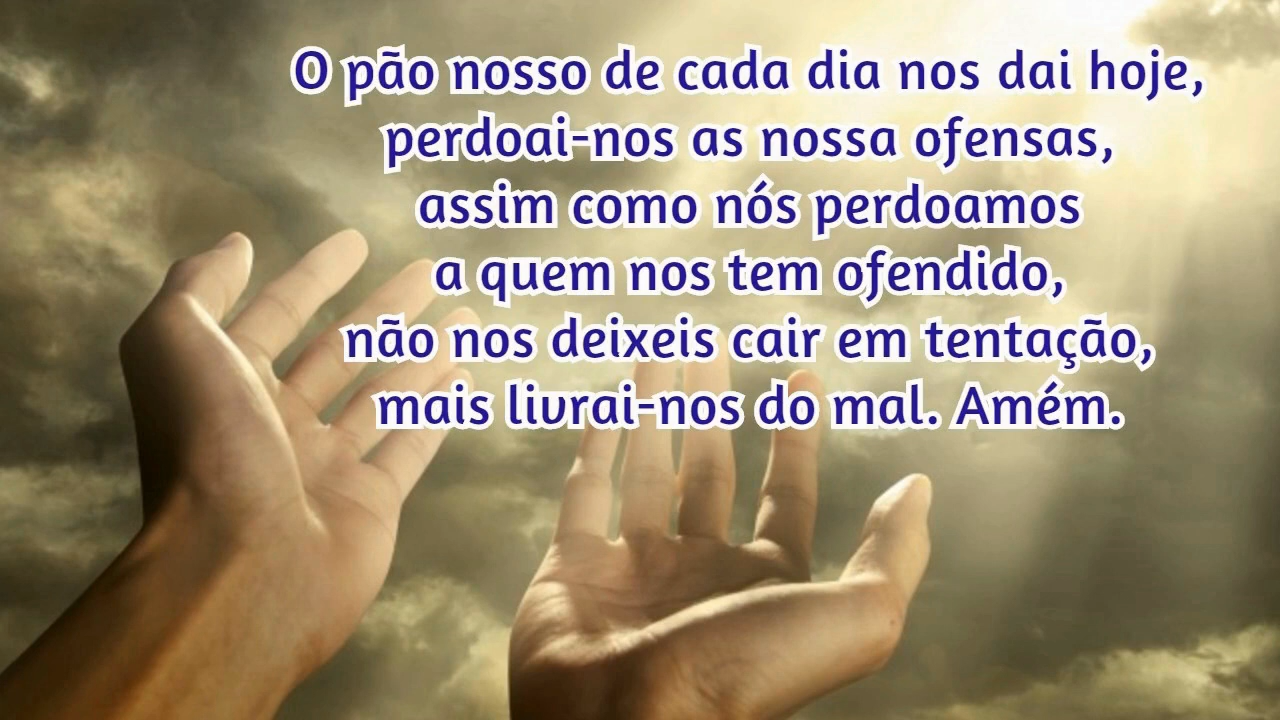 O pão nosso de cada dia nos dai hoje,
perdoai-nos as nossa ofensas,
assim como nós perdoamos
a quem nos tem ofendido,
não nos deixeis cair em tentação,
mais livrai-nos do mal. Amém.